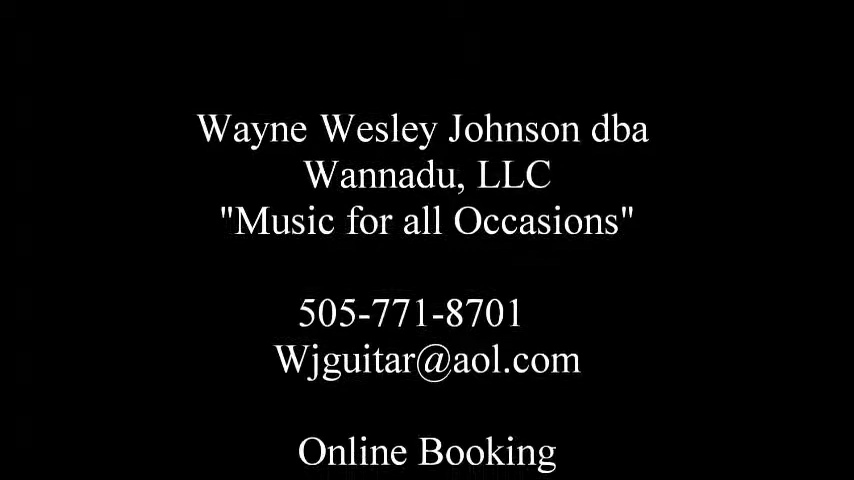 Wayne Wesley Johnson dba
Wannadu, LLC
"Music for all Occasions"
505-771-8701
Wjguitar@aol.com
Online Booking